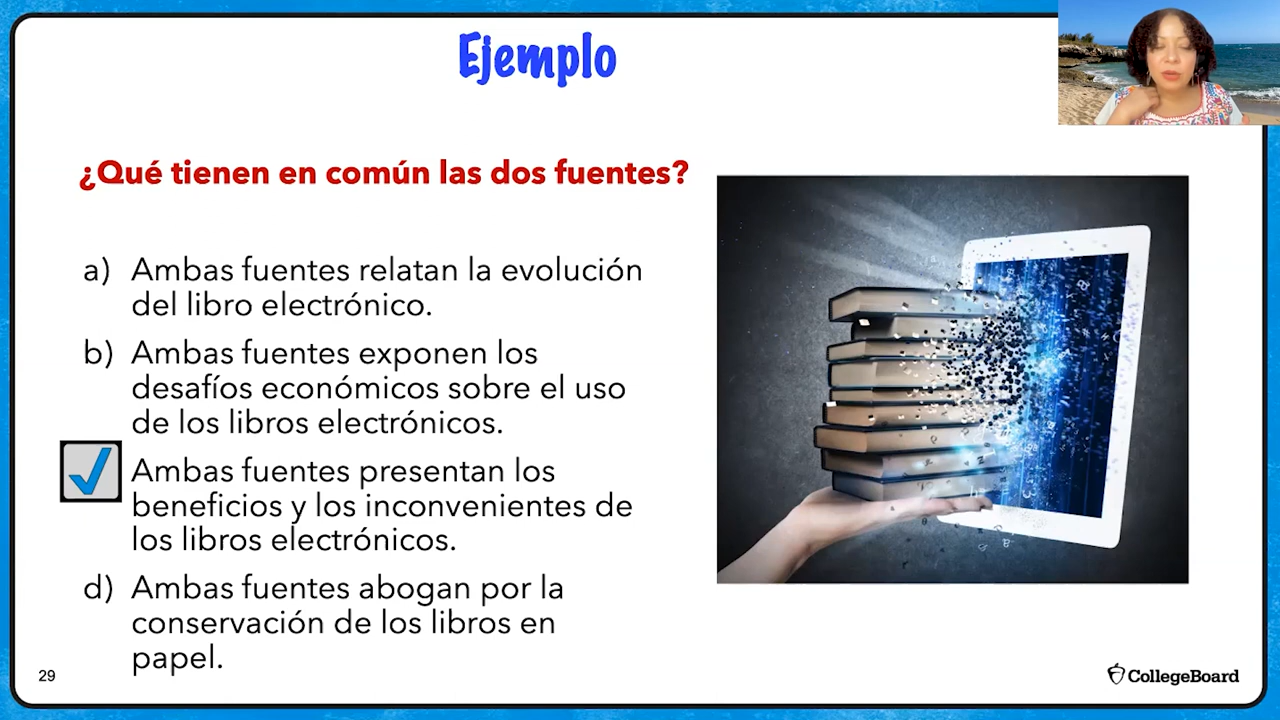 Ejemplo
¿Qué tienen en común las dos fuentes?
a) Ambas fuentes relatan la evolución
del libro electrónico.
b) Ambas fuentes exponen los
desafíos económicos sobre el uso
de los libros electrónicos.
Ambas fuentes presentan los
beneficios y los inconvenientes de
los libros electrónicos.
d) Ambas fuentes abogan por la
conservación de los libros en
papel.
29
CollegeBoard